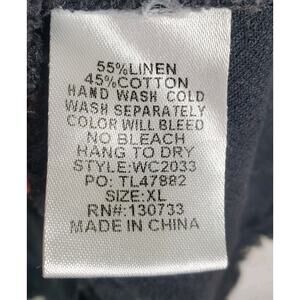 55%LINEN
45%COTTON
HAND WASH COLD
WASH SEPARATELY
COLOR WILL BLEED
NO BLEACH
HANG TO DRY
STYLE:WC2033
PO: TL47882
SIZE:XL
RN#:130733
MADE IN CHINA